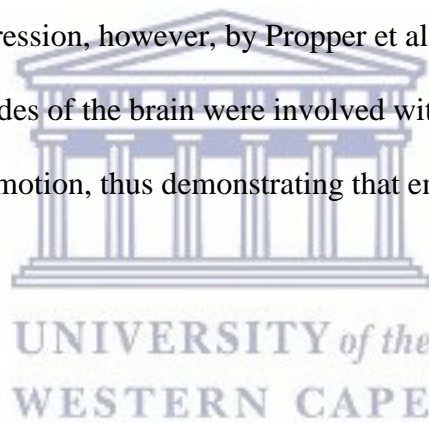 ression, however, by Propper et al
des of the brain were involved wit
motion, thus demonstrating that e
UNIVERSITY of the
WESTERN CAPE